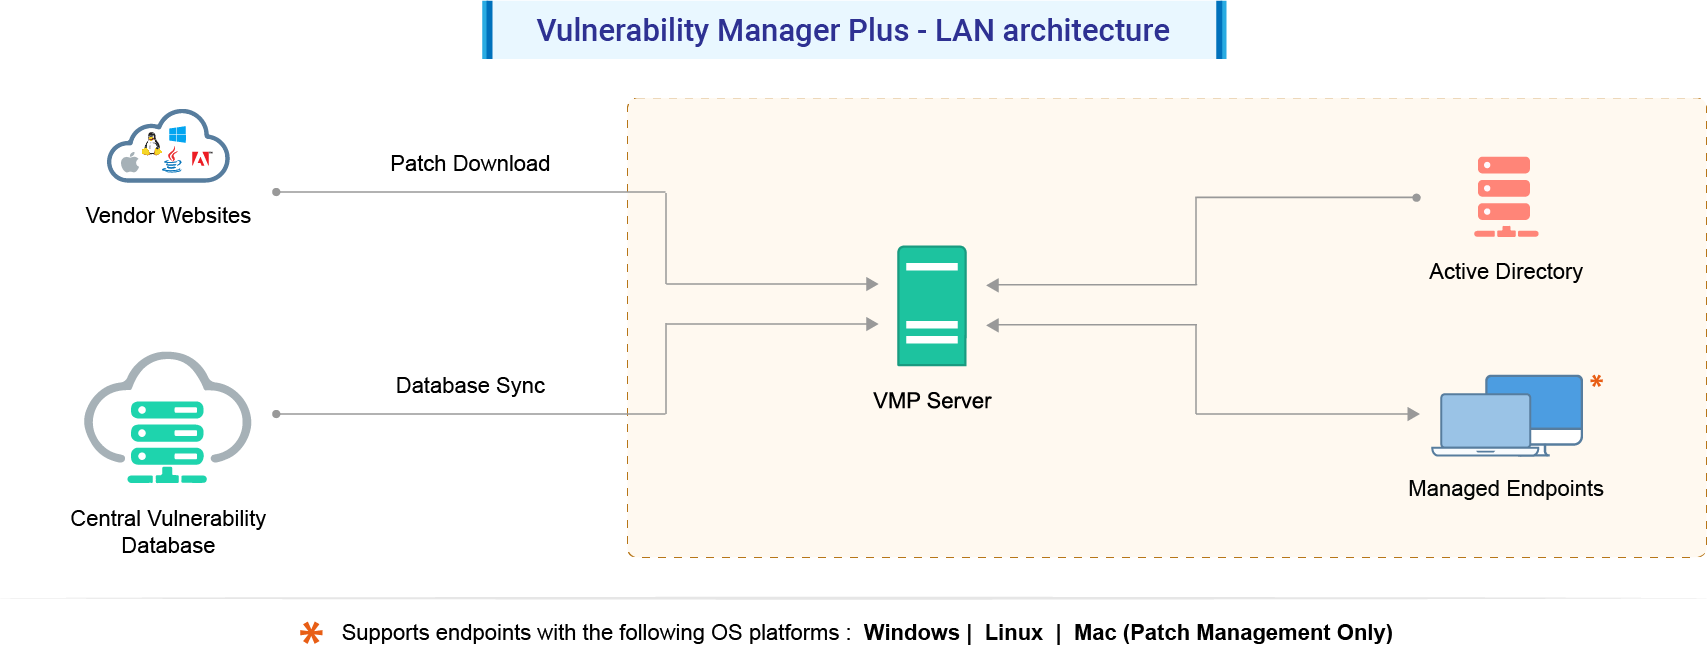 Vulnerability Manager Plus - LAN architecture
Patch Download
Vendor Websites
Active Directory
Database Sync
VMP Server
Managed Endpoints
*
Central Vulnerability
Database
* Supports endpoints with the following OS platforms : Windows | Linux | Mac (Patch Management Only)